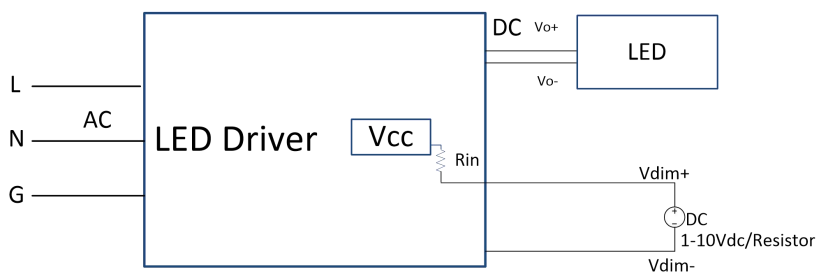 DC
Vo+
LED
Vo-
L
AC
N
LED Driver
Vcc
Rin
G
Vdim+
+
DC
1-10Vdc/Resistor
Vdim-